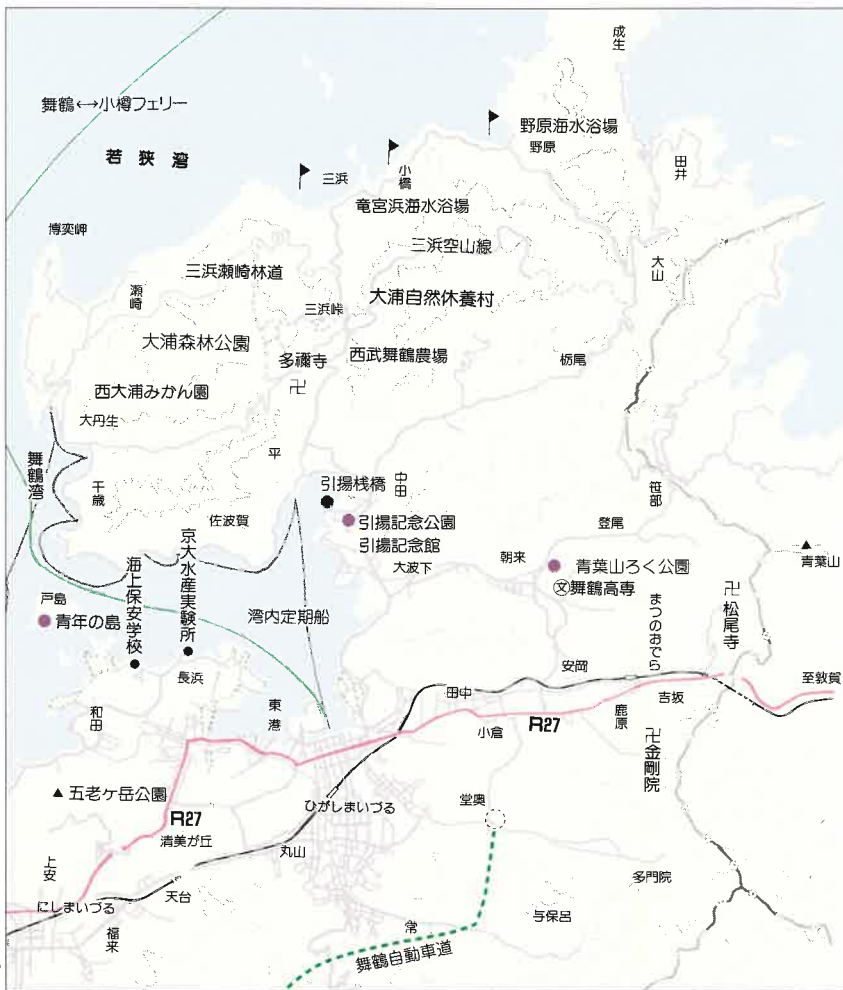 成生
舞鶴↔小樽フェリー
若狭湾
野原海水浴場
野原
小橋
三浜
田井
竜宮浜海水浴場
博奕岬
三浜空山線
大山
三浜瀬崎林道
瀬崎
大浦自然休養村
三浜峠
大浦森林公園
西武舞鶴農場
多禰寺
卍
栃尾
西大浦みかん園
大丹生
平
舞鶴湾
千歳
中田
引揚桟橋
笹部
佐波賀
引揚記念公園
引揚記念館
登尾
京大水産実験所
海上保安学校
大波下
朝来
青葉山ろく公園
青葉山
文舞鶴高専
卍松尾寺
まつのおでら
戸島
青年の島
湾内定期船
長浜
安岡
至敦賀
和田
東港
田中
吉坂
鹿原
小倉
R27
卍金剛院
五老ケ岳公園
堂奥
ひがしまいづる
R27
清美が丘
丸山
上安
多門院
天台
にしまいづる
与保呂
福来
常
舞鶴自動車道